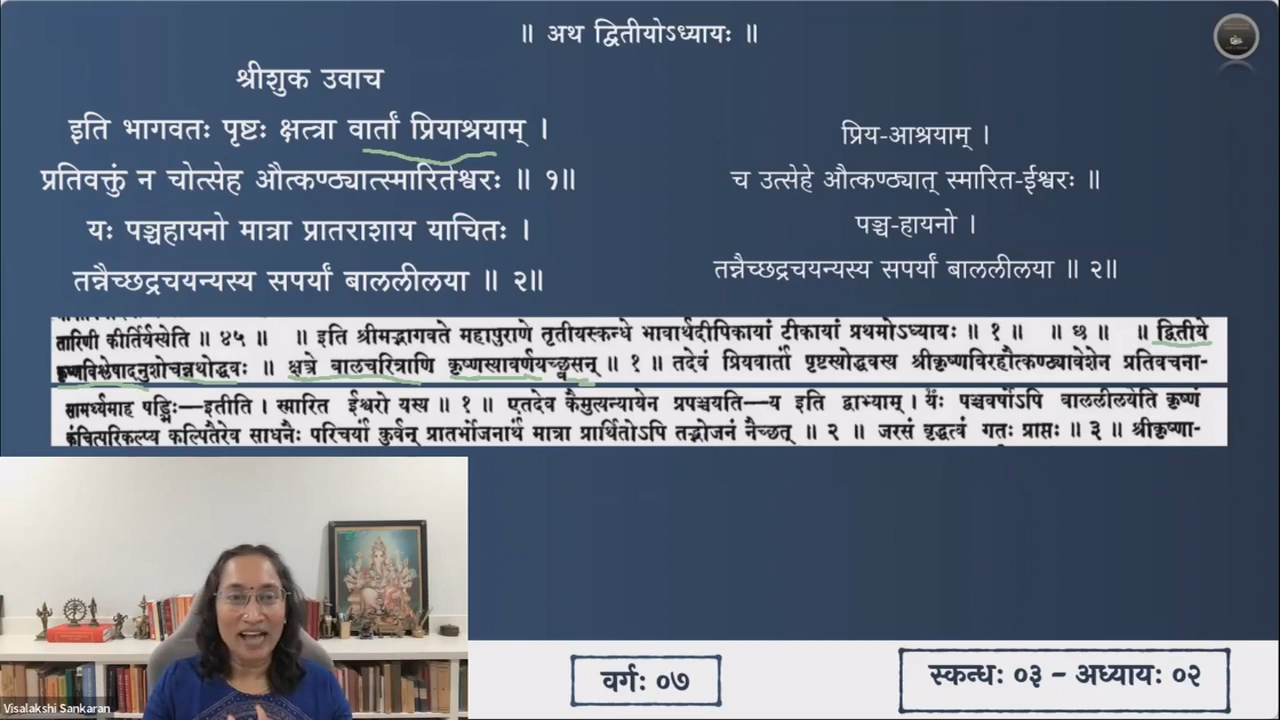 ॥ अथ द्वितीयोऽध्यायः ॥
श्रीशुक उवाच
इति भागवतः पृष्टः क्षत्रा वार्तां प्रियाश्रयाम् ।
प्रतिवक्तुं न चोत्सेह औत्कण्ठ्यात्स्मारितेश्वरः ॥ १॥
यः पञ्चहायनो मात्रा प्रातराशाय याचितः ।
तन्नैच्छद्रचयन्यस्य सपर्यां बाललीलया ॥ २॥
प्रिय-आश्रयाम् ।
च उत्सेहे औत्कण्ठ्यात् स्मारित-ईश्वरः ॥
पञ्च-हायनो ।
तन्नैच्छद्रचयन्यस्य सपर्यां बाललीलया ॥ २॥
तारिणी कीर्तिर्यस्येति ॥ ४५ ॥ ॥ इति श्रीमद्भागवते महापुराणे तृतीयस्कन्धे भावार्थदीपिकायां टीकायां प्रथमोऽध्यायः ॥ १ ॥ ॥ छ ॥ ॥ द्वितीये
कृष्णविश्लेषादनुशोचन्नथोद्धवः ॥ क्षत्रे बालचरित्राणि कृष्णस्यावर्णयच्छ्वसन् ॥ १ ॥ तदेवं प्रियवार्तां पृष्टस्योद्धवस्य श्रीकृष्णविरहौत्कण्ठ्यावेशेन प्रतिवचना-
सामर्थ्यमाह षड्भिः—इतीति । स्मारित ईश्वरो यस्य ॥ १ ॥ एतदेव कैमुत्यन्यायेन प्रपञ्चयति—य इति द्वाभ्याम् । यः पञ्चवर्षोऽपि बाललीलयेति कृष्णं
कंचित्परिकल्प्य कल्पितैरेव साधनैः परिचर्यां कुर्वन् प्रातर्भोजनार्थं मात्रा प्रार्थितोऽपि तद्भोजनं नैच्छत् ॥ २ ॥ जरसं वृद्धत्वं गतः प्राप्तः ॥ ३ ॥ श्रीकृष्णा-
Visalakshi Sankaran
वर्गः ०७
स्कन्धः ०३ – अध्यायः ०२